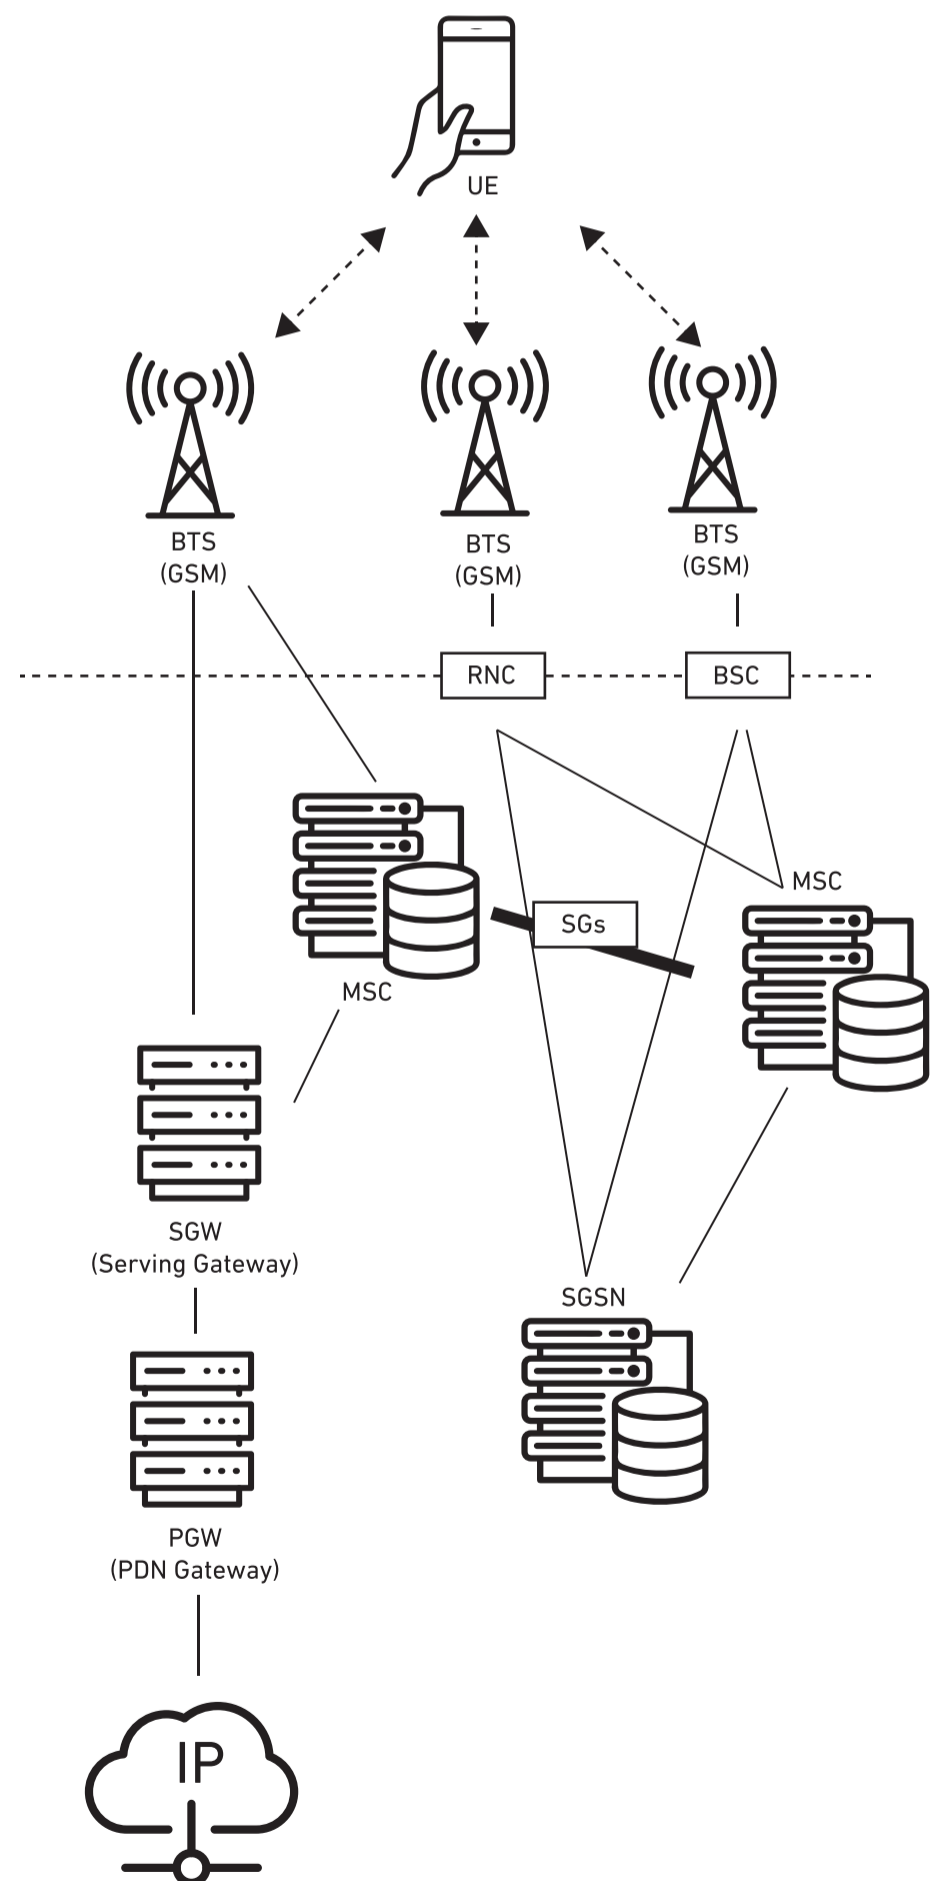 UE
BTS
(GSM)
BTS
(GSM)
BTS
(GSM)
RNC
BSC
MSC
SGs
MSC
SGW
(Serving Gateway)
SGSN
PGW
(PDN Gateway)
IP